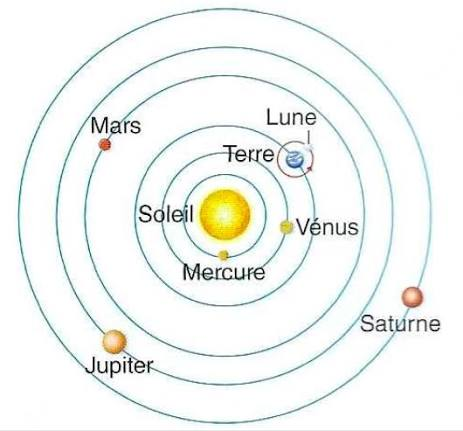 Lune
Mars
Terre
Soleil
Vénus
Mercure
Saturne
Jupiter